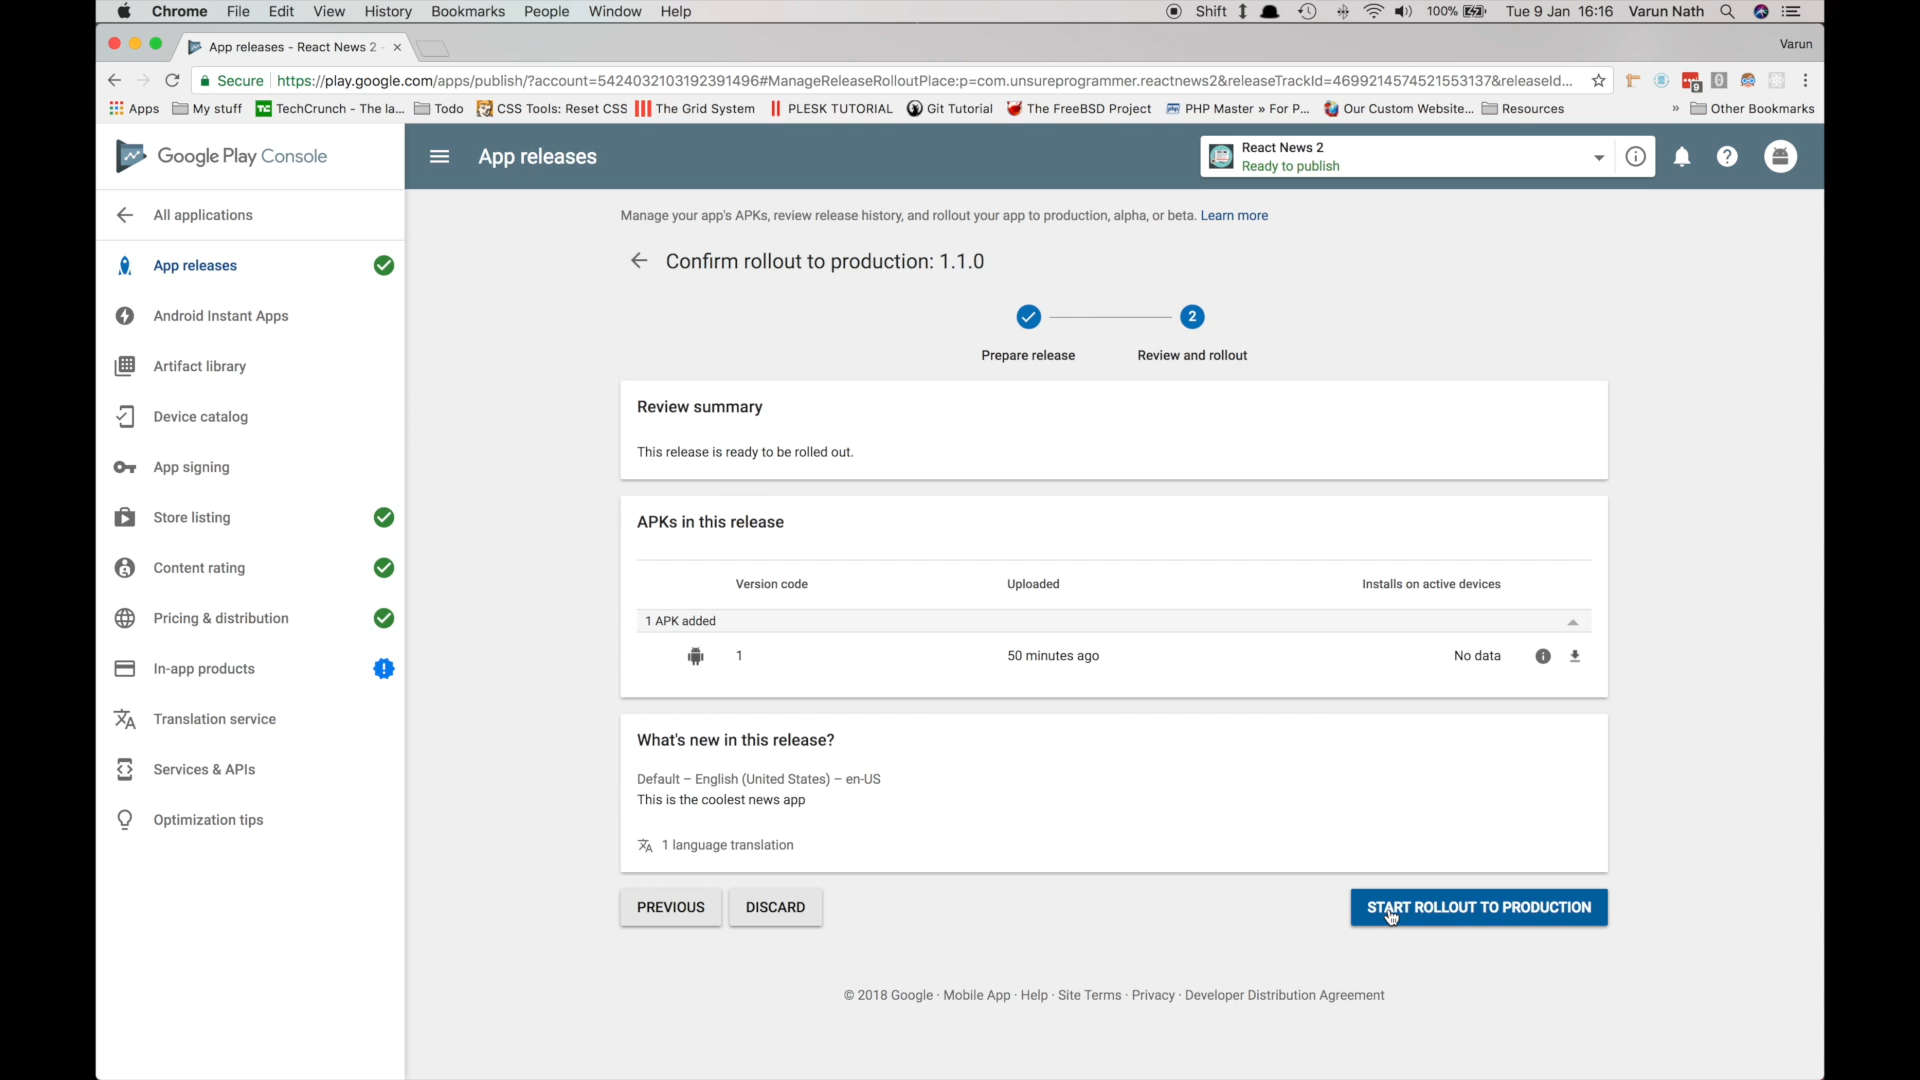 Chrome File Edit View History Bookmarks People Window Help Shift 100% Tue 9 Jan 16:16 Varun Nath
App releases - React News 2 Varun
Secure https://play.google.com/apps/publish/?account=5424032103192391496#ManageReleaseRolloutPlace:p=com.unsureprogrammer.reactnews2&releaseTrackId=4699214574521553137&releaseId... 9 0
Apps My stuff TC TechCrunch - The la... Todo CSS Tools: Reset CSS The Grid System PLESK TUTORIAL Git Tutorial The FreeBSD Project PHP Master » For P... Our Custom Website... Resources » Other Bookmarks
Google Play Console App releases React News 2
Ready to publish
All applications
App releases
Android Instant Apps
Artifact library
Device catalog
App signing
Store listing
Content rating
Pricing & distribution
In-app products
Translation service
Services & APIs
Optimization tips
Manage your app's APKs, review release history, and rollout your app to production, alpha, or beta. Learn more
Confirm rollout to production: 1.1.0
2
Prepare release Review and rollout
Review summary
This release is ready to be rolled out.
APKs in this release
Version code Uploaded Installs on active devices
1 APK added
1 50 minutes ago No data
What's new in this release?
Default – English (United States) – en-US
This is the coolest news app
1 language translation
PREVIOUS DISCARD START ROLLOUT TO PRODUCTION
© 2018 Google · Mobile App · Help · Site Terms · Privacy · Developer Distribution Agreement